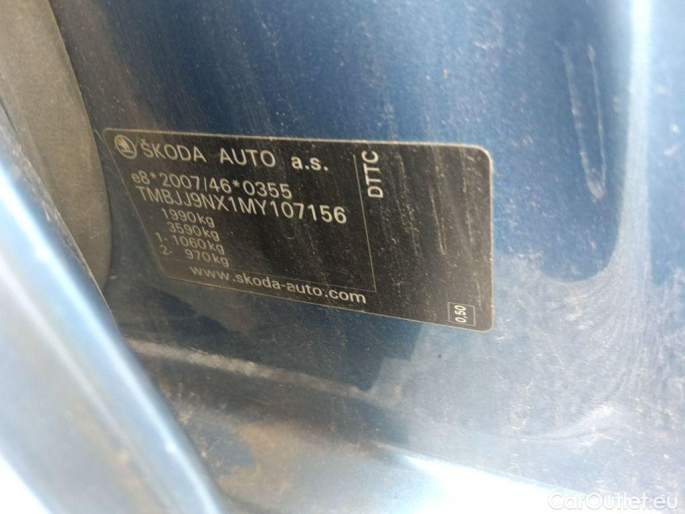 ŠKODA AUTO a.s.
e8*2007/46*0355
TMBJJ9NX1MY107156
1990kg
3590kg
1- 1060kg
2- 970kg
www.skoda-auto.com
DTTC
0,50
CarOutlet.eu